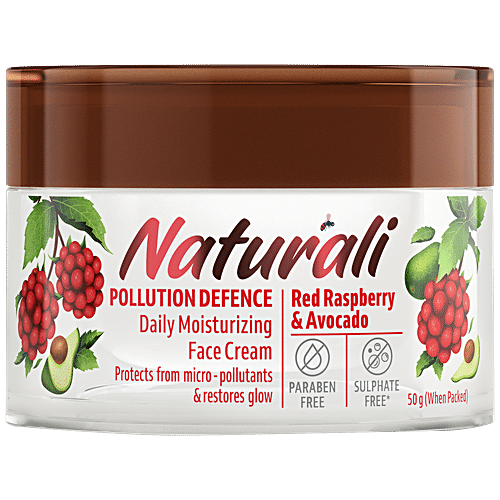 Naturali
POLLUTION DEFENCE
Daily Moisturizing
Face Cream
Protects from micro-pollutants
& restores glow
Red Raspberry
& Avocado
PARABEN
FREE
SULPHATE
FREE*
50 g (When Packed)